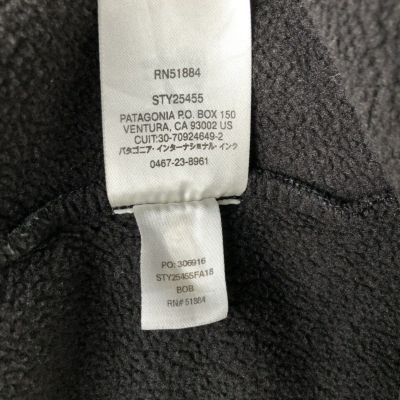 RN51884
STY25455
PATAGONIA P.O. BOX 150
VENTURA, CA 93002 US
CUIT:30-70924649-2
パタゴニア・インターナショナル・インク
0467-23-8961
PO: 306916
STY25455FA18
BOB
RN# 51884